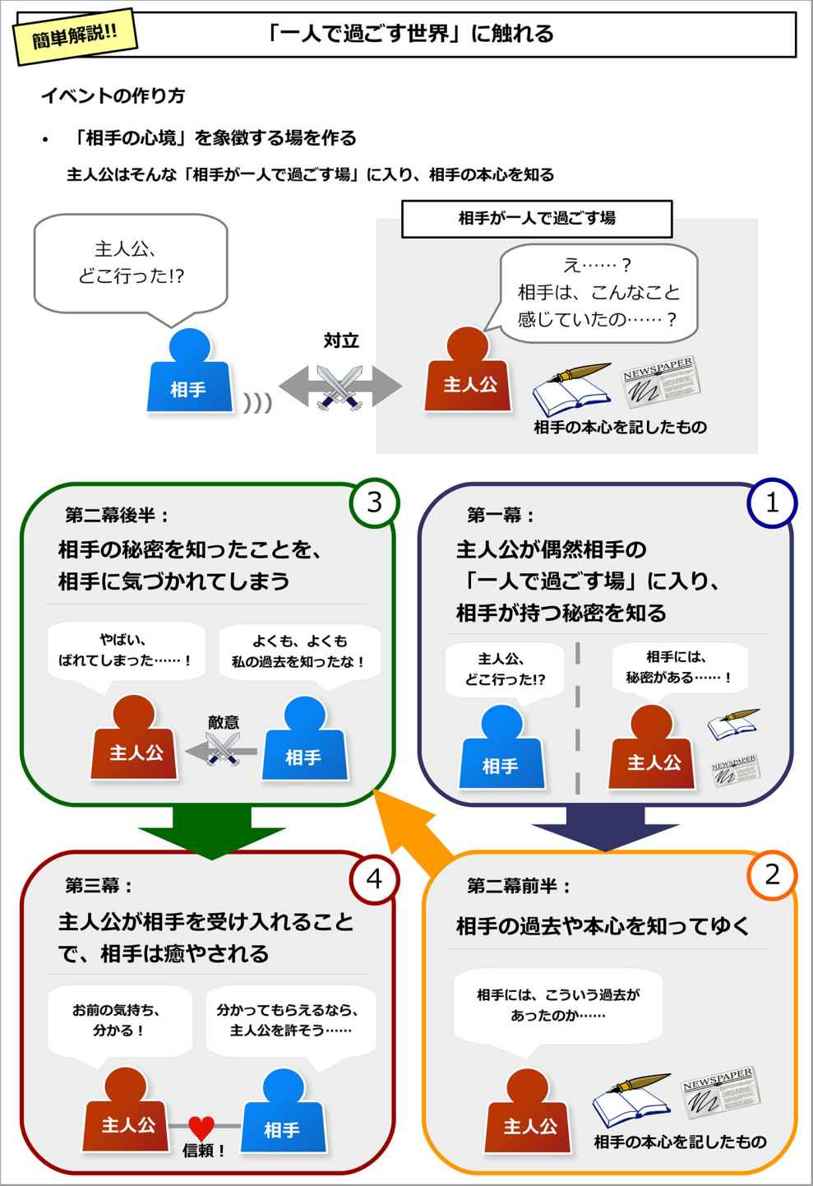 簡単解説!!
「一人で過ごす世界」に触れる
イベントの作り方
• 「相手の心境」を象徴する場を作る
主人公はそんな「相手が一人で過ごす場」に入り、相手の本心を知る
相手が一人で過ごす場
主人公、
どこ行った!?
え……？
相手は、こんなこと
感じていたの……？
対立
相手
)))
主人公
NEWSPAPER
相手の本心を記したもの
1
第一幕：
主人公が偶然相手の
「一人で過ごす場」に入り、
相手が持つ秘密を知る
主人公、
どこ行った!?
相手には、
秘密がある……！
相手
主人公
NEWSPAPER
2
第二幕前半：
相手の過去や本心を知ってゆく
相手には、こういう過去が
あったのか……
主人公
NEWSPAPER
相手の本心を記したもの
3
第二幕後半：
相手の秘密を知ったことを、
相手に気づかれてしまう
やばい、
ばれてしまった……！
よくも、よくも
私の過去を知ったな！
敵意
主人公
相手
4
第三幕：
主人公が相手を受け入れること
で、相手は癒やされる
お前の気持ち、
分かる！
分かってもらえるなら、
主人公を許そう……
主人公
相手
信頼！